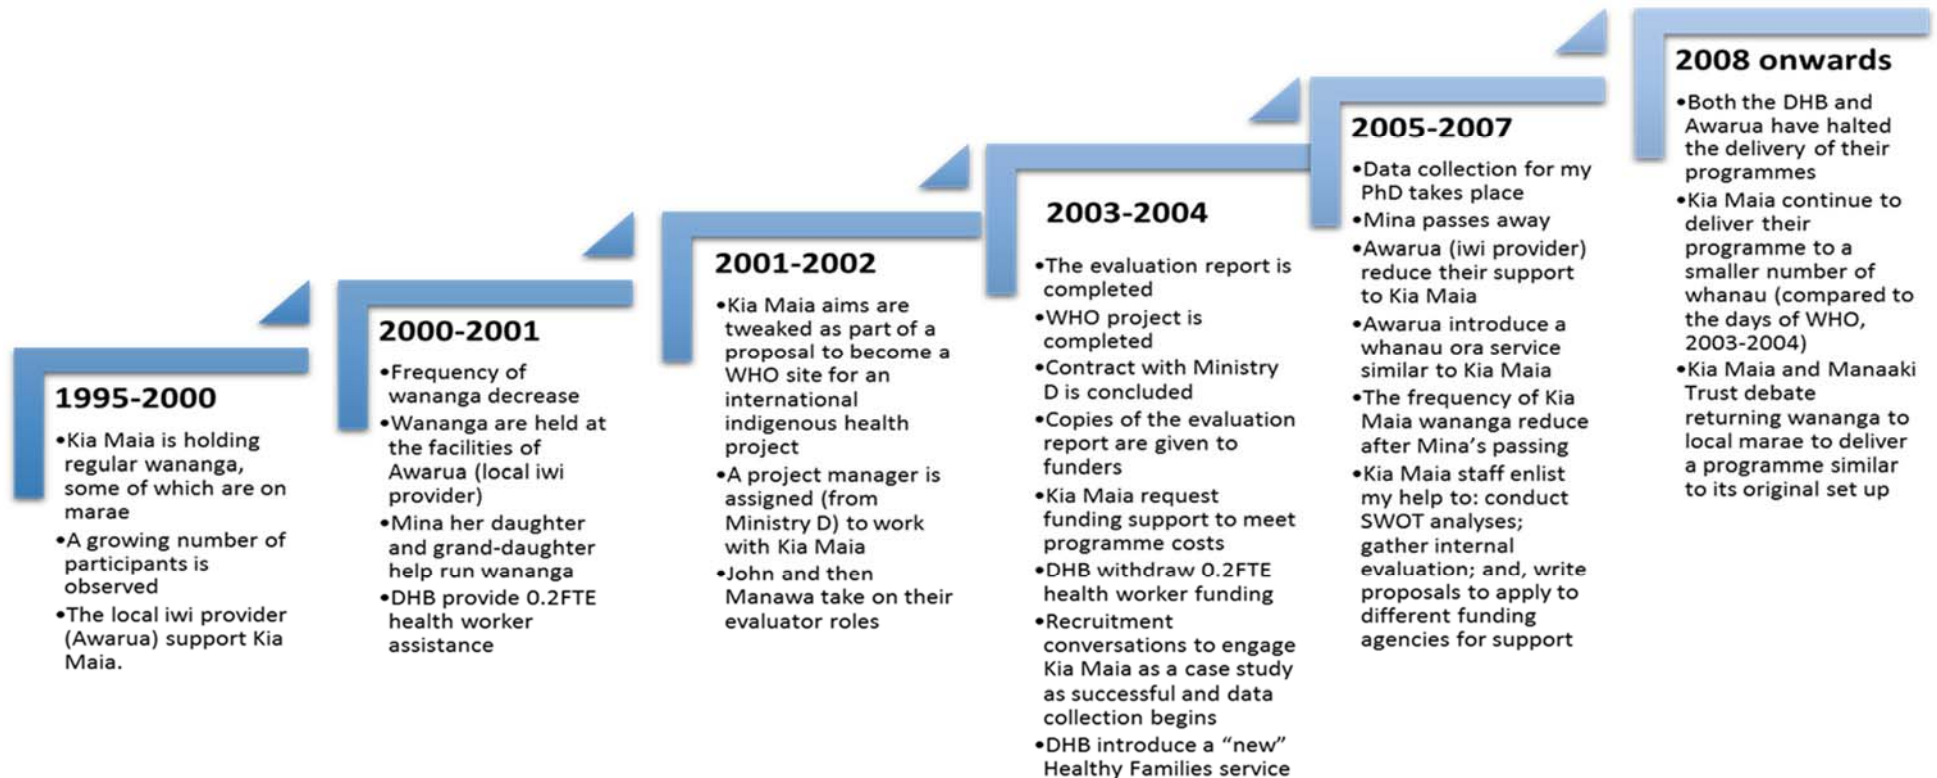 1995-2000
•Kia Maia is holding
regular wananga,
some of which are on
marae
•A growing number of
participants is
observed
•The local iwi provider
(Awarua) support Kia
Maia.
2000-2001
•Frequency of
wananga decrease
•Wananga are held at
the facilities of
Awarua (local iwi
provider)
•Mina her daughter
and grand-daughter
help run wananga
•DHB provide 0.2FTE
health worker
assistance
2001-2002
•Kia Maia aims are
tweaked as part of a
proposal to become a
WHO site for an
international
indigenous health
project
•A project manager is
assigned (from
Ministry D) to work
with Kia Maia
•John and then
Manawa take on their
evaluator roles
2003-2004
•The evaluation report is
completed
•WHO project is
completed
•Contract with Ministry
D is concluded
•Copies of the evaluation
report are given to
funders
•Kia Maia request
funding support to meet
programme costs
•DHB withdraw 0.2FTE
health worker funding
•Recruitment
conversations to engage
Kia Maia as a case study
as successful and data
collection begins
•DHB introduce a “new”
Healthy Families service
2005-2007
•Data collection for my
PhD takes place
•Mina passes away
•Awarua (iwi provider)
reduce their support
to Kia Maia
•Awarua introduce a
whanau ora service
similar to Kia Maia
•The frequency of Kia
Maia wananga reduce
after Mina’s passing
•Kia Maia staff enlist
my help to: conduct
SWOT analyses;
gather internal
evaluation; and, write
proposals to apply to
different funding
agencies for support
2008 onwards
•Both the DHB and
Awarua have halted
the delivery of their
programmes
•Kia Maia continue to
deliver their
programme to a
smaller number of
whanau (compared to
the days of WHO,
2003-2004)
•Kia Maia and Manaaki
Trust debate
returning wananga to
local marae to deliver
a programme similar
to its original set up